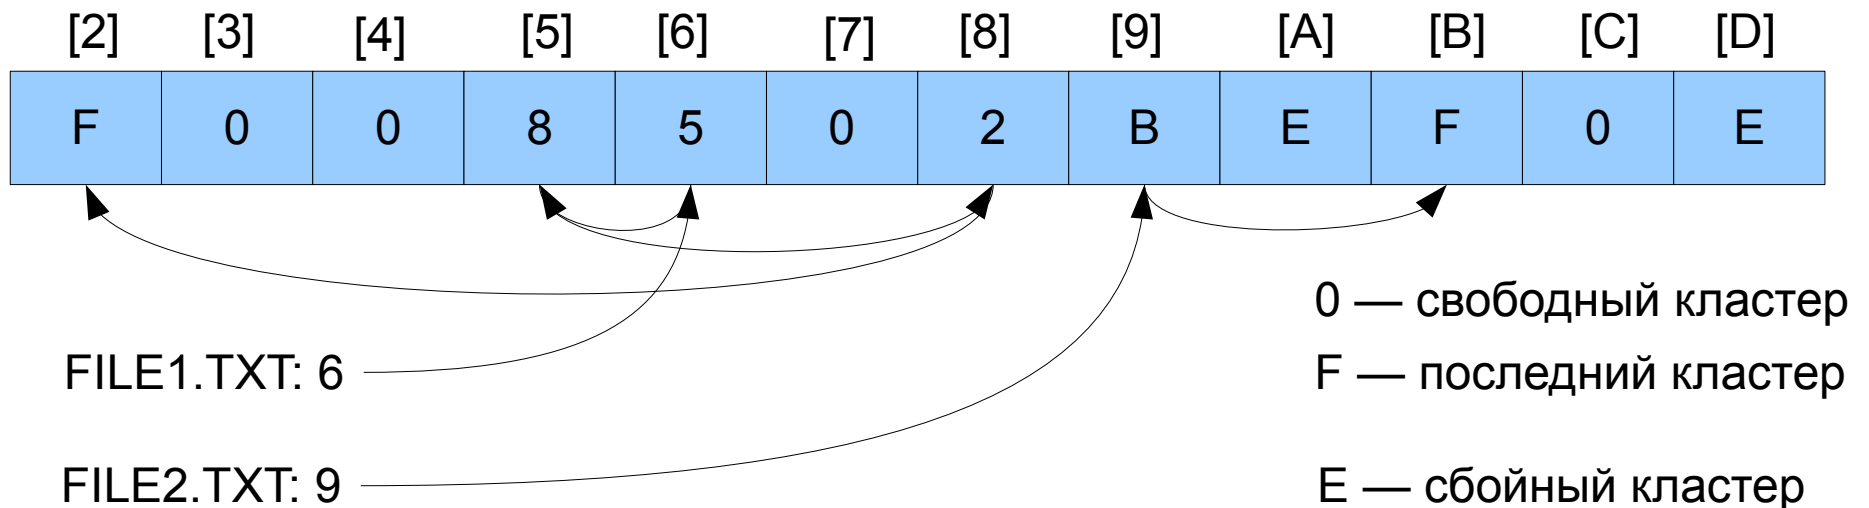 [2] [3] [4] [5] [6] [7] [8] [9] [A] [B] [C] [D]
F 0 0 8 5 0 2 B E F 0 E
0 — свободный кластер
FILE1.TXT: 6
F — последний кластер
FILE2.TXT: 9
E — сбойный кластер